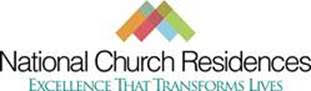 National Church Residences
EXCELLENCE THAT TRANSFORMS LIVES